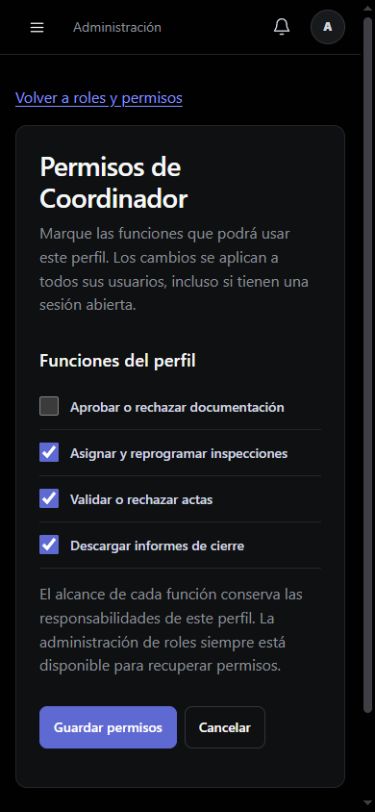 Administración
A
Volver a roles y permisos
Permisos de
Coordinador
Marque las funciones que podrá usar
este perfil. Los cambios se aplican a
todos sus usuarios, incluso si tienen una
sesión abierta.
Funciones del perfil
Aprobar o rechazar documentación
Asignar y reprogramar inspecciones
Validar o rechazar actas
Descargar informes de cierre
El alcance de cada función conserva las
responsabilidades de este perfil. La
administración de roles siempre está
disponible para recuperar permisos.
Guardar permisos
Cancelar